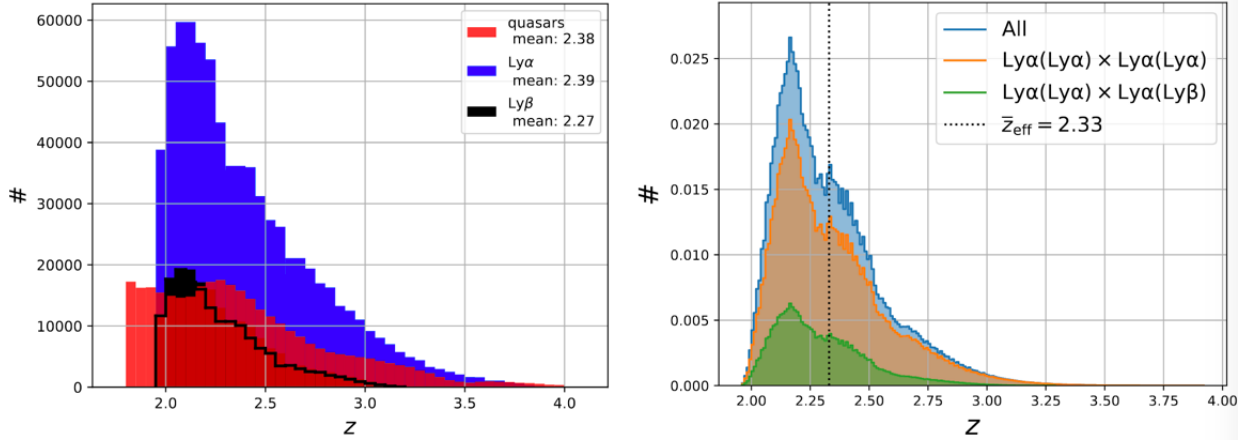 60000
50000
40000
30000
20000
10000
0
#
2.0
2.5
3.0
3.5
4.0
z
quasars
mean: 2.38
Lyα
mean: 2.39
Lyβ
mean: 2.27
0.025
0.020
0.015
0.010
0.005
0.000
#
2.00
2.25
2.50
2.75
3.00
3.25
3.50
3.75
4.00
z
All
Lyα(Lyα) × Lyα(Lyα)
Lyα(Lyα) × Lyα(Lyβ)
z̅eff = 2.33